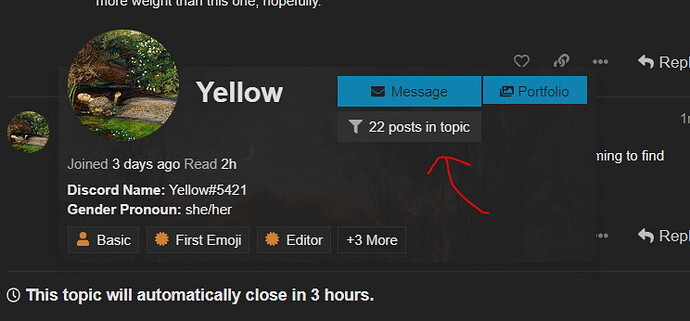 more weight than this one, hopefully.
Repl
Yellow
Message
Portfolio
22 posts in topic
Joined 3 days ago Read 2h
ming to find
Discord Name: Yellow#5421
Gender Pronoun: she/her
Basic
First Emoji
Editor
+3 More
Repl
This topic will automatically close in 3 hours.